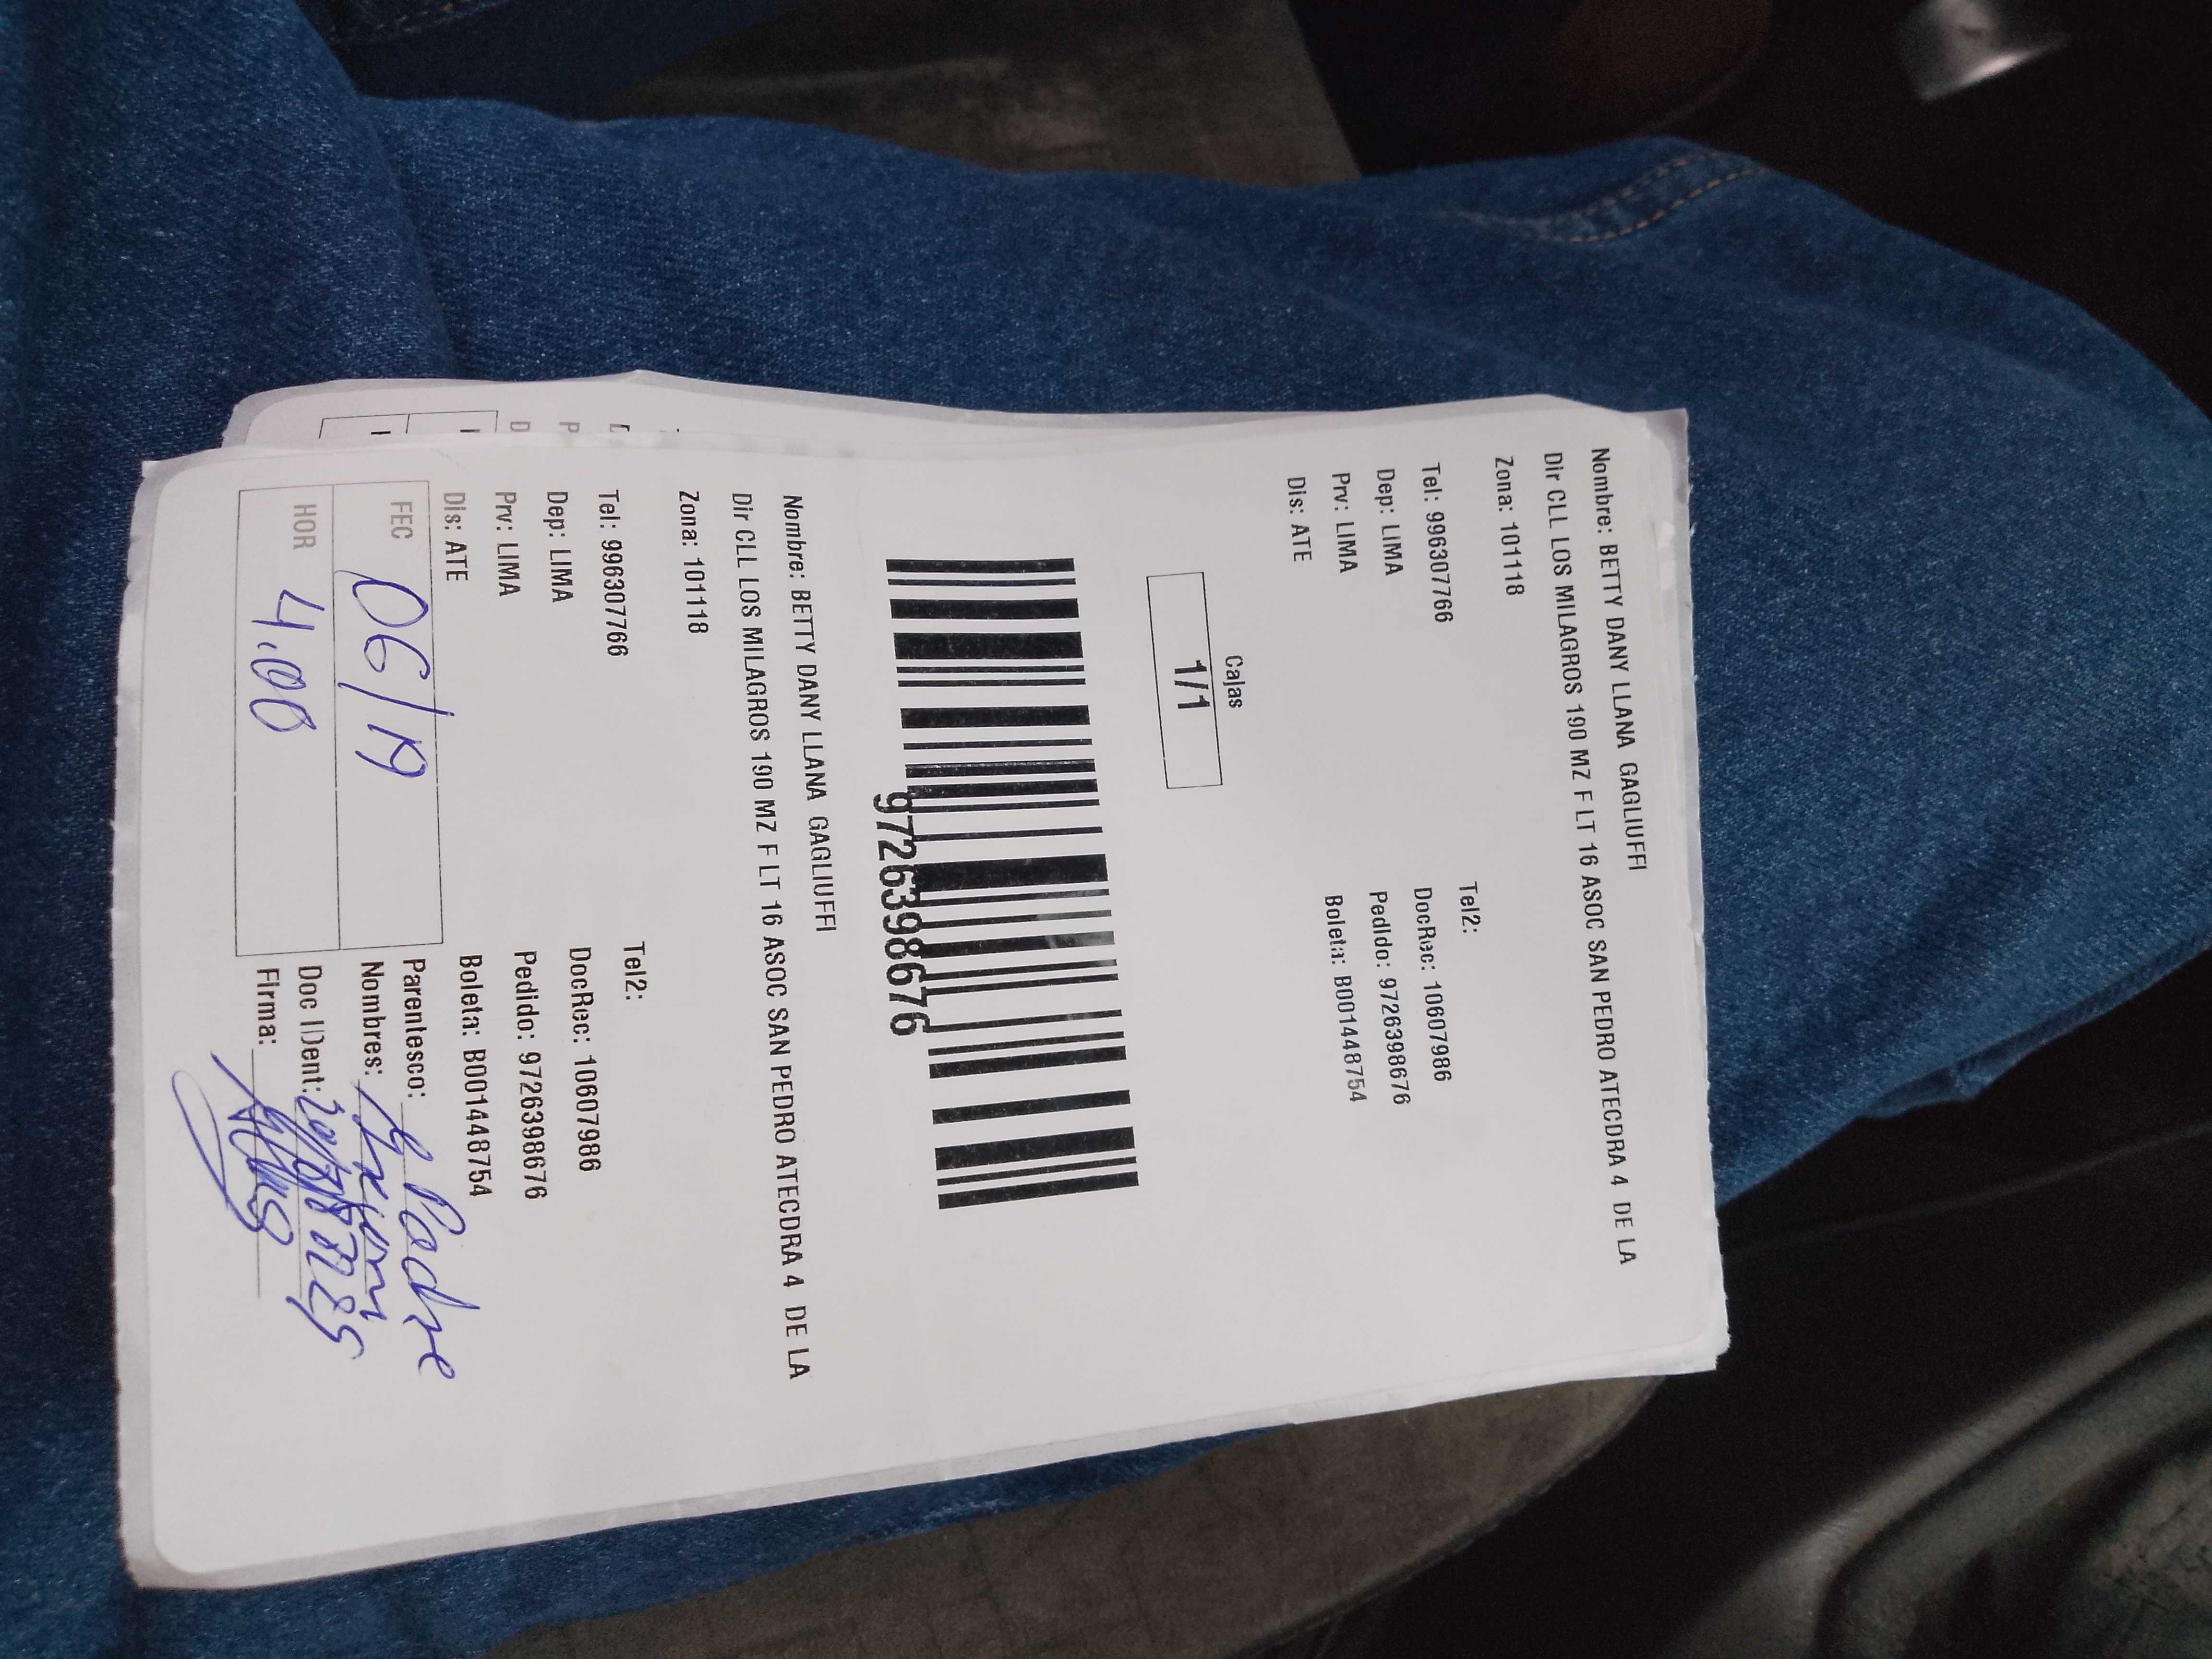 Nombre: BETTY DANY LLANA GAGLIUFFI
Dir CLL LOS MILAGROS 190 MZ F LT 16 ASOC SAN PEDRO ATECDRA 4 DE LA
Zona: 101118
Tel: 996307766 Tel2:
Dep: LIMA DocRec: 10607986
Prv: LIMA Pedido: 9726398676
Dis: ATE Boleta: B001448754
Cajas
1/1
9726398676
Nombre: BETTY DANY LLANA GAGLIUFFI
Dir CLL LOS MILAGROS 190 MZ F LT 16 ASOC SAN PEDRO ATECDRA 4 DE LA
Zona: 101118
Tel: 996307766 Tel2:
Dep: LIMA DocRec: 10607986
Prv: LIMA Pedido: 9726398676
Dis: ATE Boleta: B001448754
FEC 06/19 Parentesco: Padre
Nombres:
HOR 4.00 Doc IDent:
Firma: